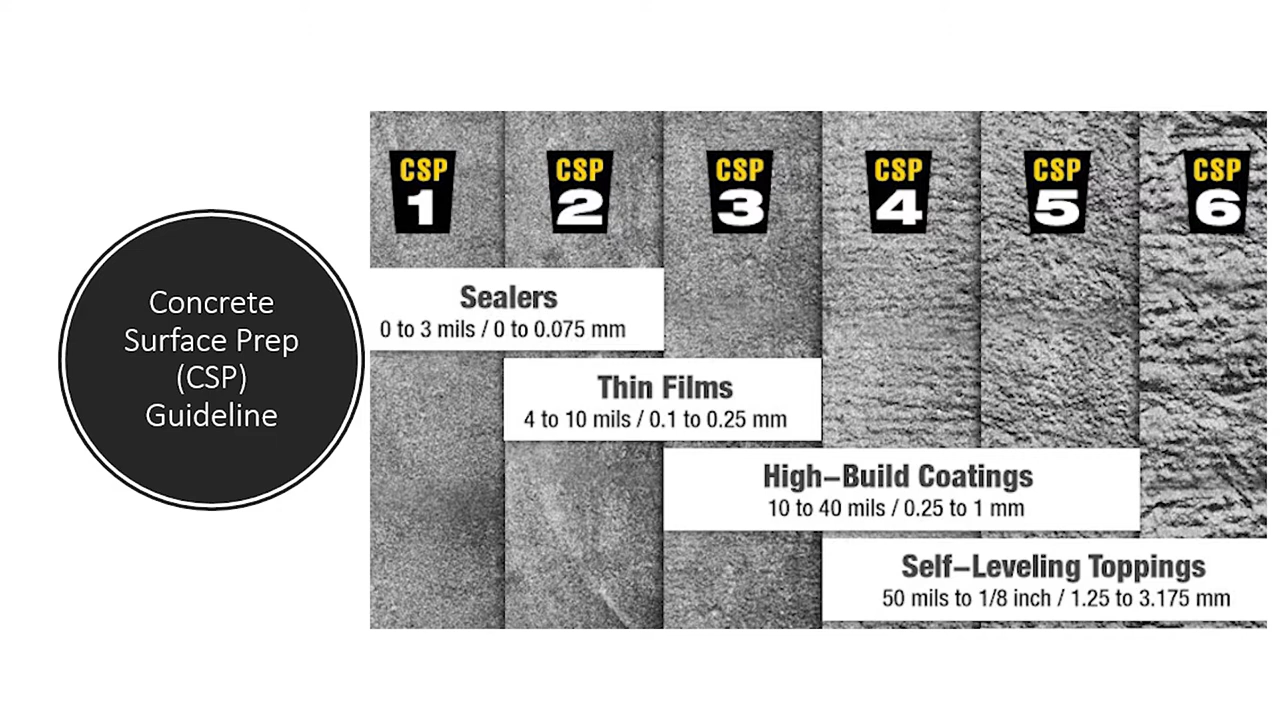 Concrete
Surface Prep
(CSP)
Guideline
CSP
1
CSP
2
CSP
3
CSP
4
CSP
5
CSP
6
Sealers
0 to 3 mils / 0 to 0.075 mm
Thin Films
4 to 10 mils / 0.1 to 0.25 mm
High–Build Coatings
10 to 40 mils / 0.25 to 1 mm
Self–Leveling Toppings
50 mils to 1/8 inch / 1.25 to 3.175 mm